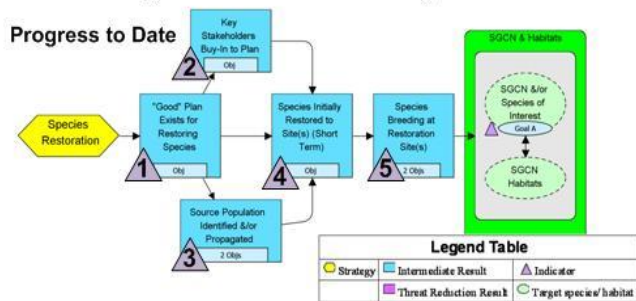 Progress to Date
Species
Restoration
1
"Good" Plan
Exists for
Restoring
Species
Obj
2
Key
Stakeholders
Buy-In to Plan
Obj
3
Source Population
Identified &/or
Propagated
2 Objs
4
Species Initially
Restored to
Site(s) (Short
Term)
Obj
5
Species
Breeding at
Restoration
Site(s)
2 Objs
SGCN & Habitats
SGCN &/or
Species of
Interest
Goal A
SGCN
Habitats
Legend Table
Strategy
Intermediate Result
Indicator
Threat Reduction Result
Target species/ habitat